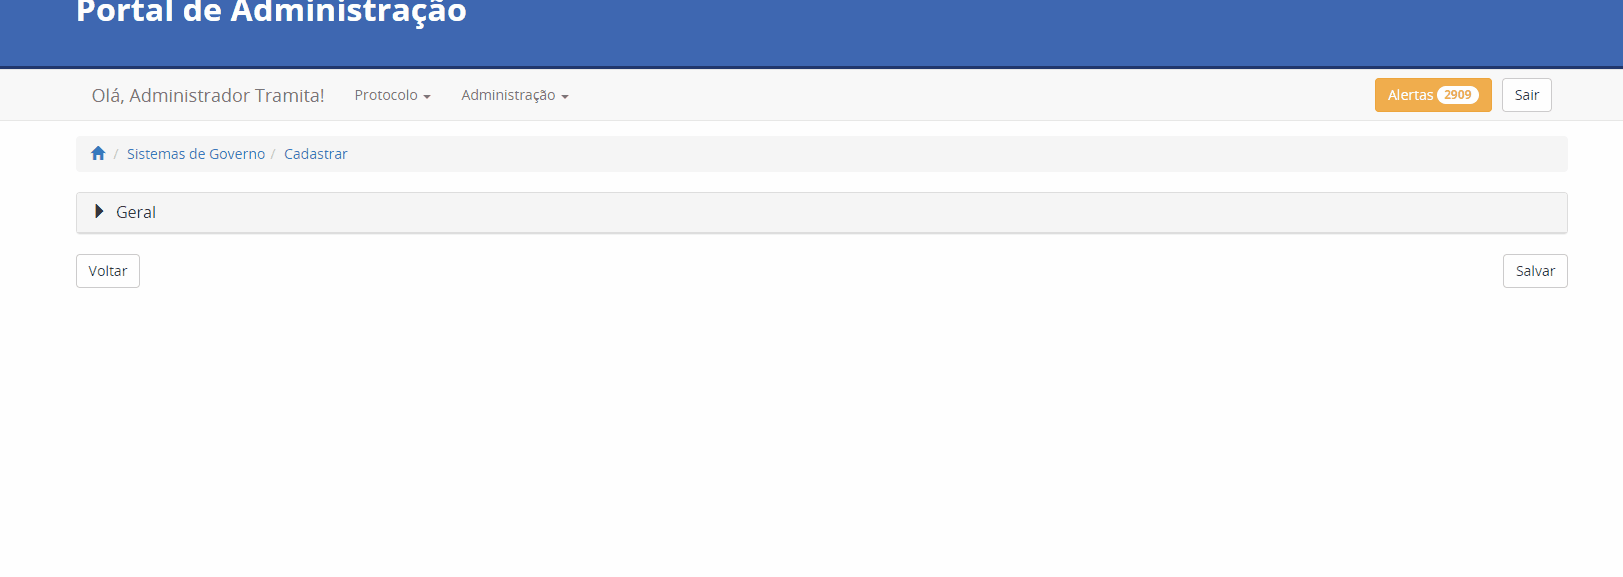 Portal de Administração
Olá, Administrador Tramita! Protocolo Administração Alertas 2909 Sair
/ Sistemas de Governo / Cadastrar
Geral
Voltar Salvar